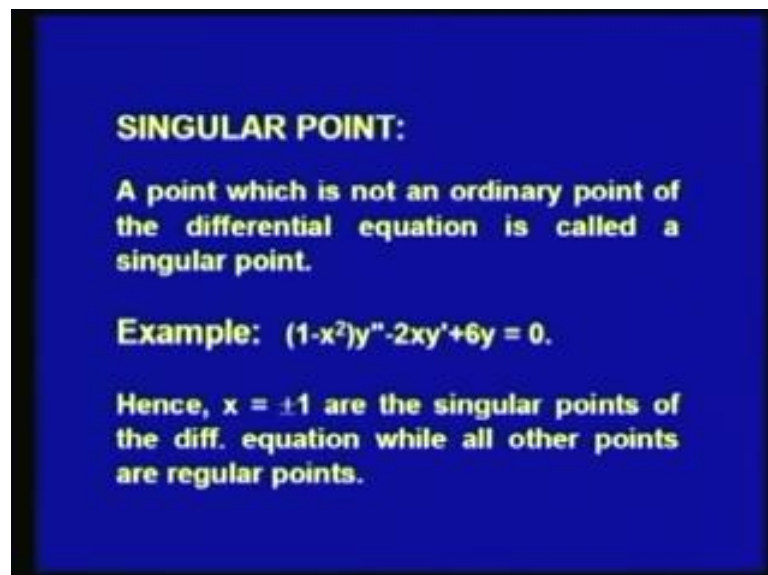 SINGULAR POINT:
A point which is not an ordinary point of
the differential equation is called a
singular point.
Example: (1-x²)y"-2xy'+6y = 0.
Hence, x = ±1 are the singular points of
the diff. equation while all other points
are regular points.